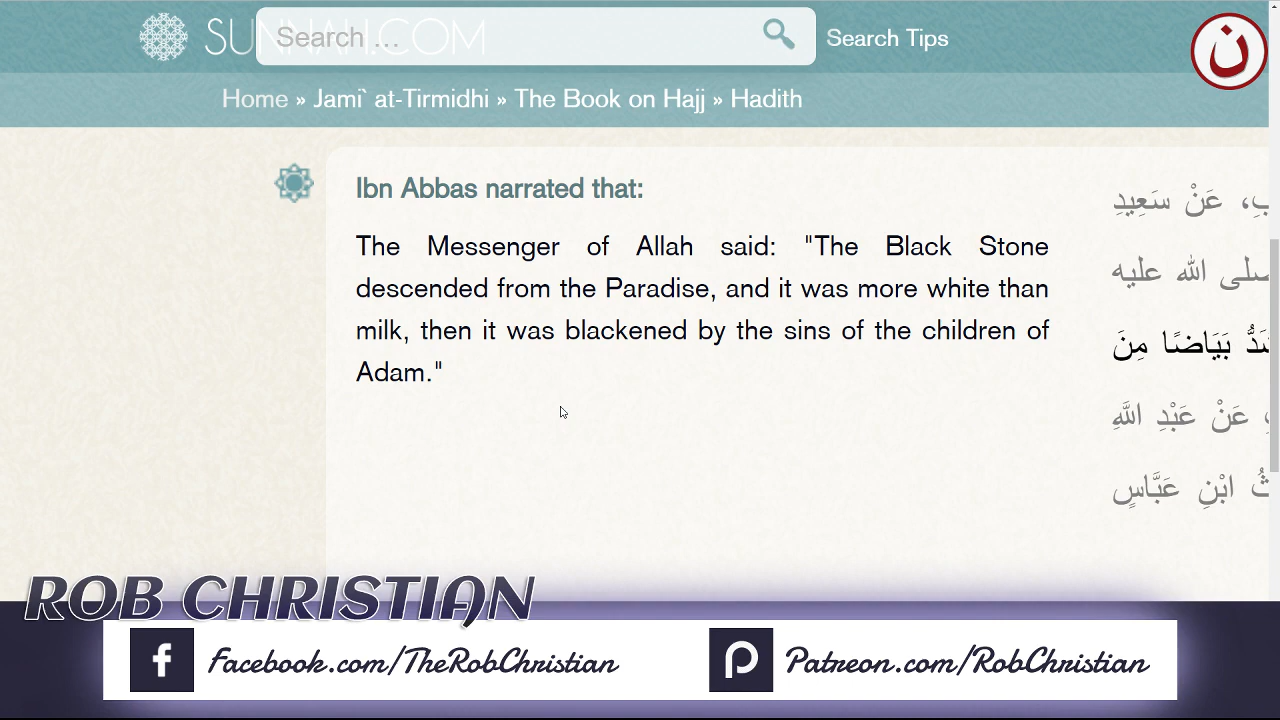 SUNNAH.COM
Search ...
Search Tips
ن
Home » Jami` at-Tirmidhi » The Book on Hajj » Hadith
Ibn Abbas narrated that:
The Messenger of Allah said: "The Black Stone
descended from the Paradise, and it was more white than
milk, then it was blackened by the sins of the children of
Adam."
عَنْ سَعِيدِ
الله عليه
بَيَاضًا مِنَ
عَنْ عَبْدِ اللَّهِ
ابْنِ عَبَّاسٍ
ROB CHRISTIAN
f Facebook.com/TheRobChristian
Patreon.com/RobChristian